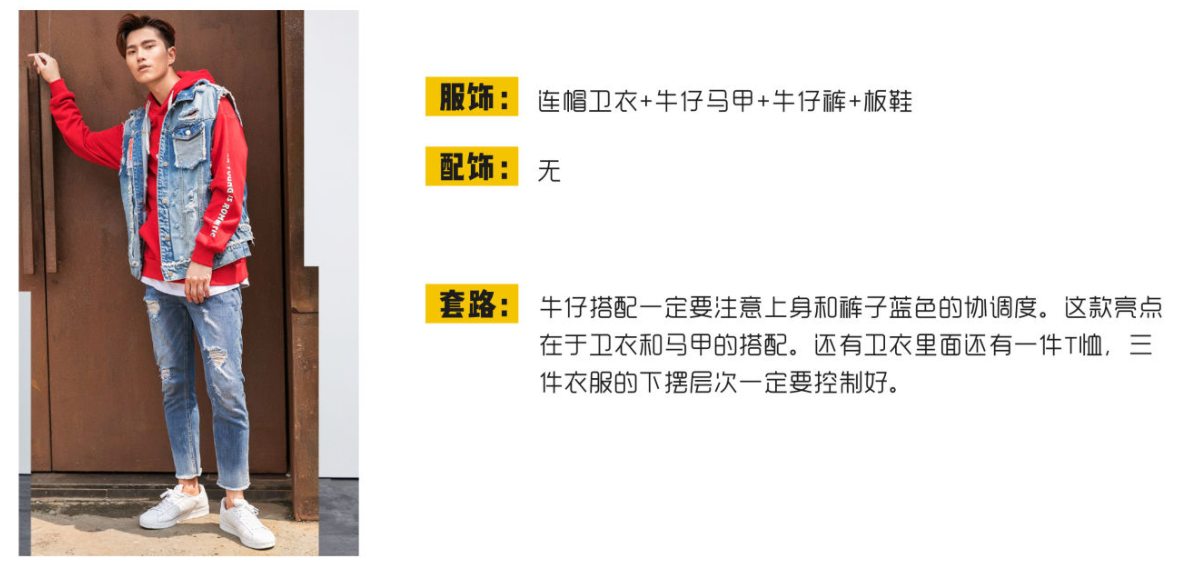 服饰：连帽卫衣+牛仔马甲+牛仔裤+板鞋
配饰：无
套路：牛仔搭配一定要注意上身和裤子蓝色的协调度。这款亮点
在于卫衣和马甲的搭配。还有卫衣里面还有一件T恤，三
件衣服的下摆层次一定要控制好。
YOUNG IS ROMATIC